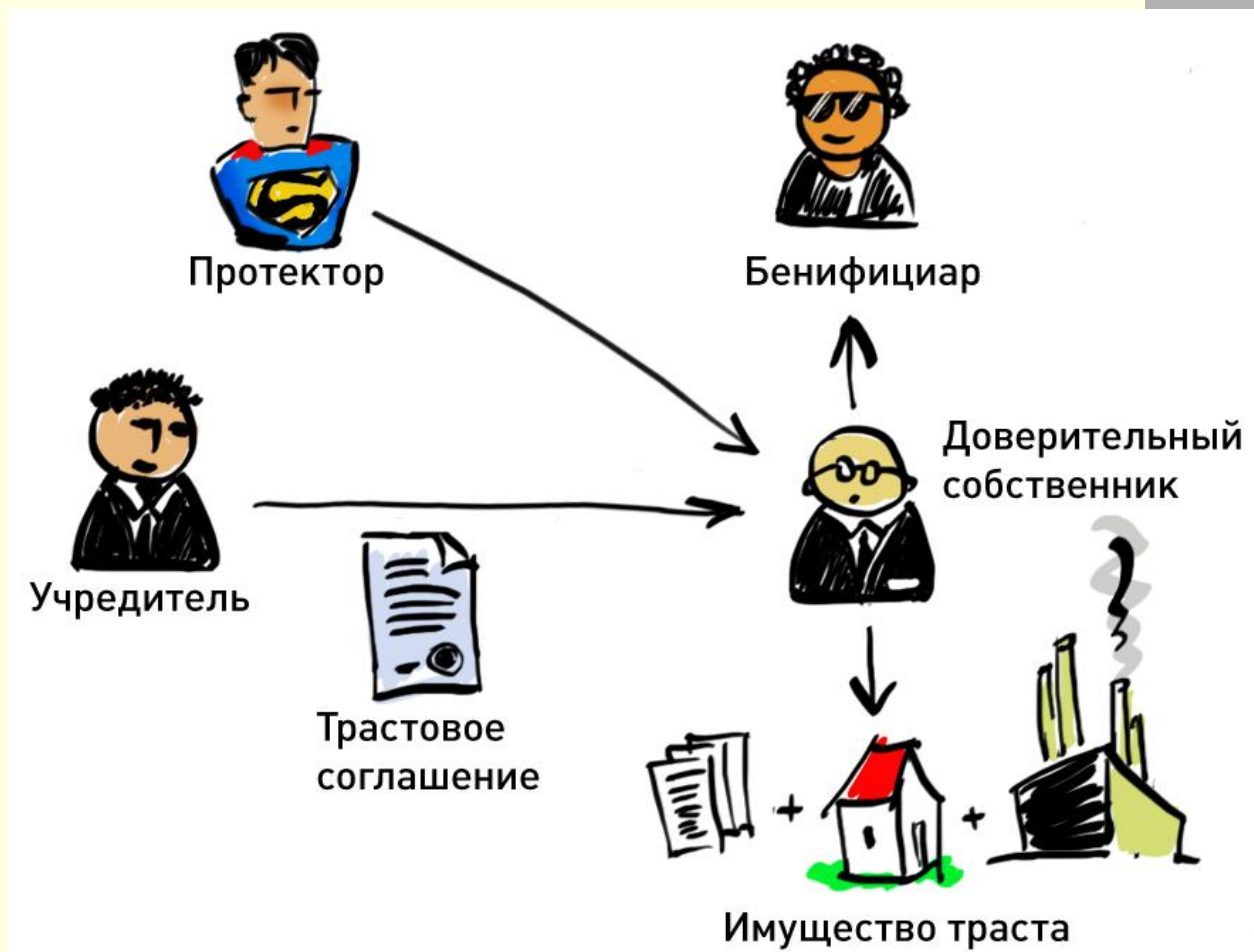 Протектор
Бенифициар
Доверительный
собственник
Учредитель
Трастовое
соглашение
Имущество траста